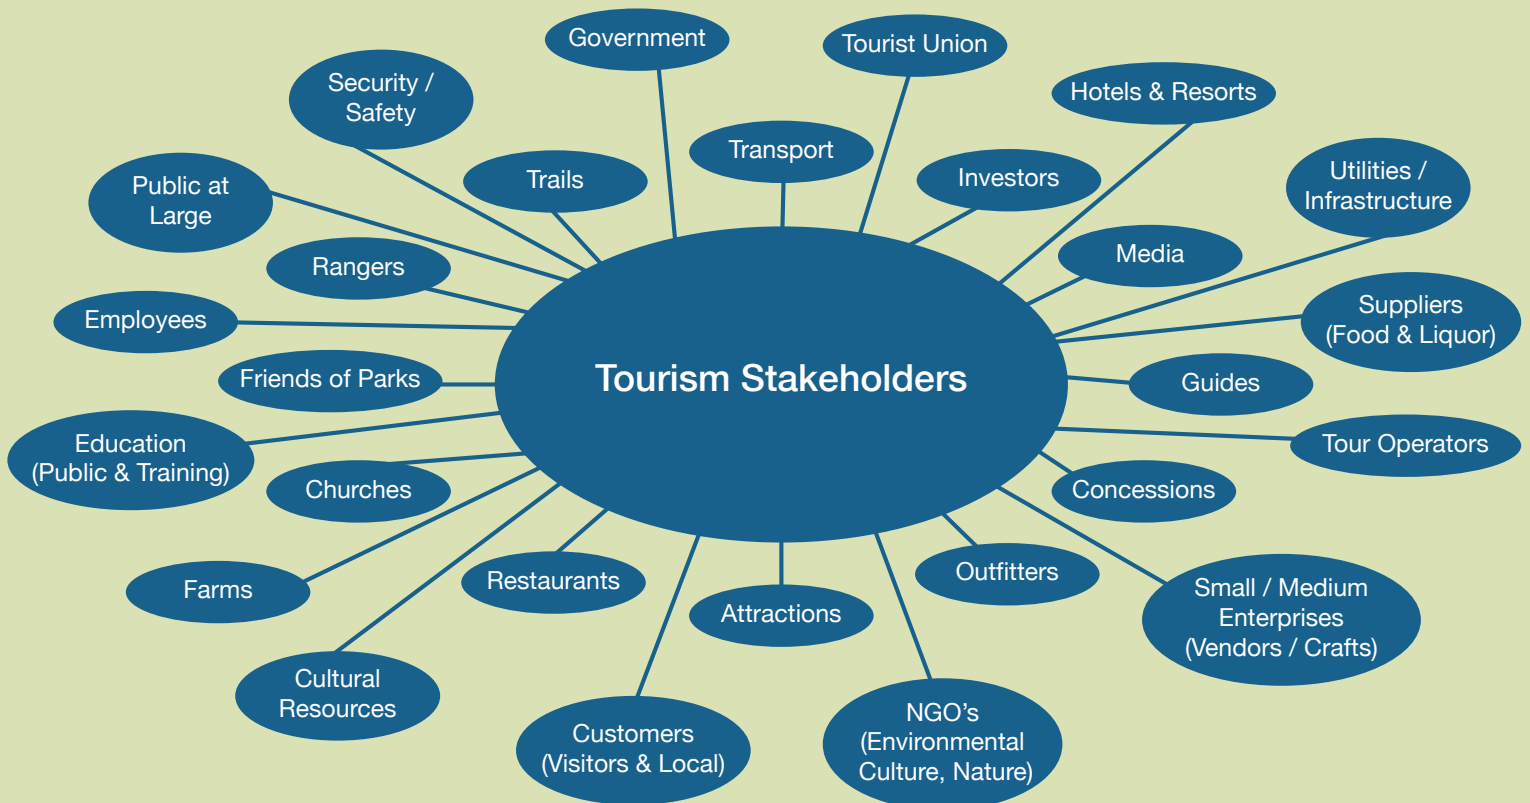 Government
Tourist Union
Security /
Safety
Hotels & Resorts
Transport
Trails
Investors
Utilities /
Infrastructure
Public at
Large
Rangers
Media
Employees
Suppliers
(Food & Liquor)
Friends of Parks
Tourism Stakeholders
Guides
Education
(Public & Training)
Tour Operators
Churches
Concessions
Farms
Restaurants
Attractions
Outfitters
Small / Medium
Enterprises
(Vendors / Crafts)
Cultural
Resources
Customers
(Visitors & Local)
NGO’s
(Environmental
Culture, Nature)